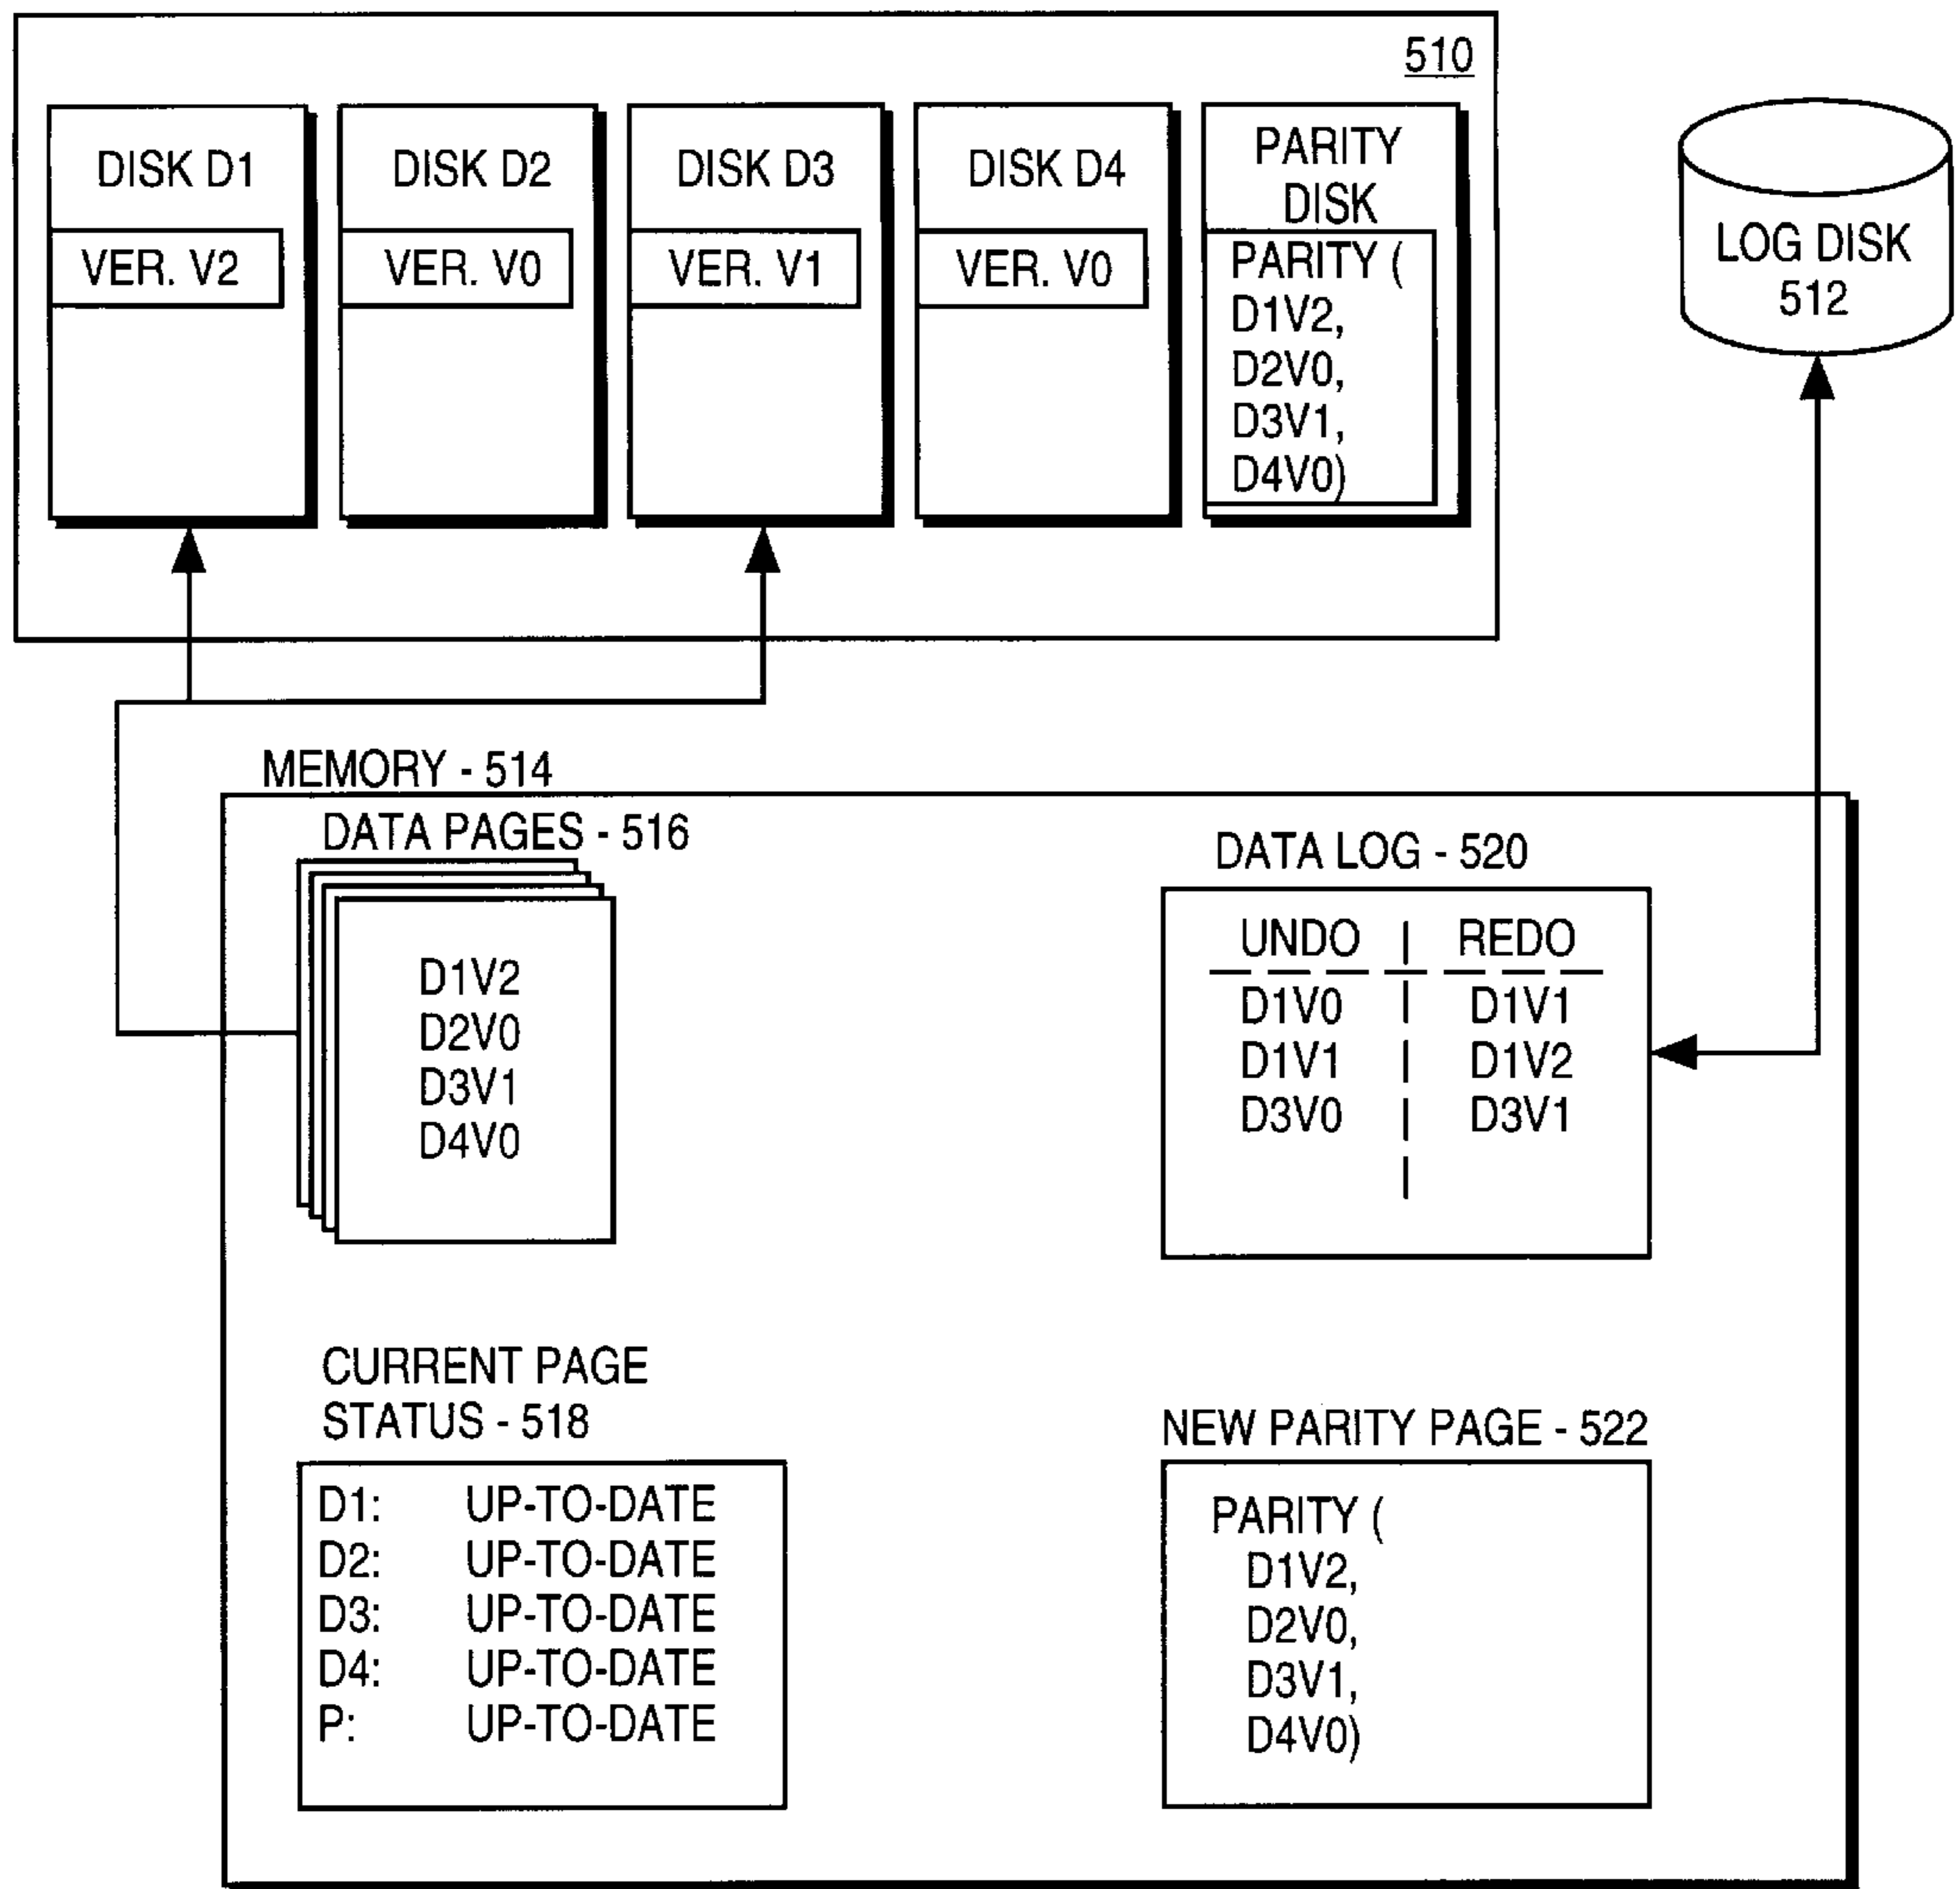 510
DISK D1
VER. V2
DISK D2
VER. V0
DISK D3
VER. V1
DISK D4
VER. V0
PARITY
DISK
PARITY (
D1V2,
D2V0,
D3V1,
D4V0)
LOG DISK
512
MEMORY - 514
DATA PAGES - 516
D1V2
D2V0
D3V1
D4V0
DATA LOG - 520
UNDO | REDO
D1V0 | D1V1
D1V1 | D1V2
D3V0 | D3V1
CURRENT PAGE
STATUS - 518
D1: UP-TO-DATE
D2: UP-TO-DATE
D3: UP-TO-DATE
D4: UP-TO-DATE
P: UP-TO-DATE
NEW PARITY PAGE - 522
PARITY (
D1V2,
D2V0,
D3V1,
D4V0)